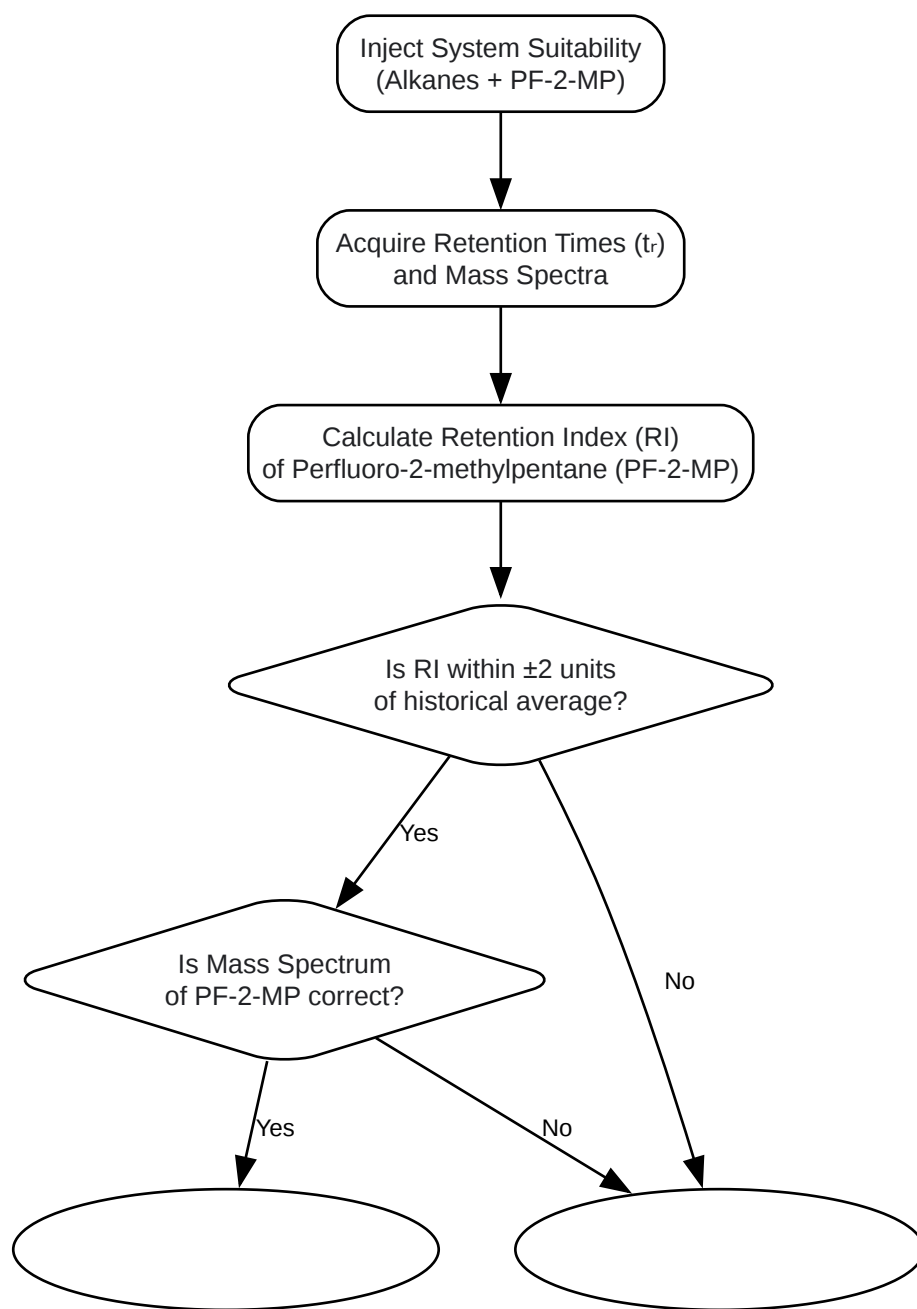 Inject System Suitability
(Alkanes + PF-2-MP)
Acquire Retention Times (tᵣ)
and Mass Spectra
Calculate Retention Index (RI)
of Perfluoro-2-methylpentane (PF-2-MP)
Is RI within ±2 units
of historical average?
Yes
Is Mass Spectrum
of PF-2-MP correct?
No
Yes
No